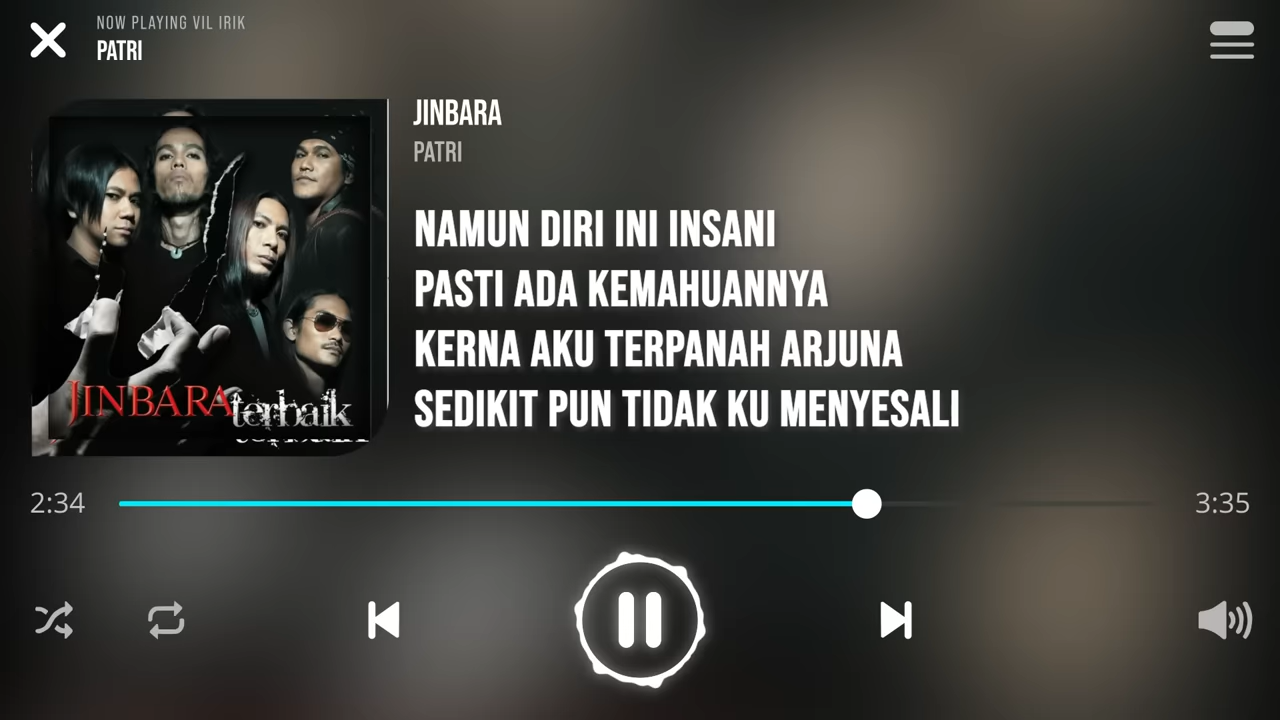 NOW PLAYING VIL IRIK
PATRI
JINBARA
PATRI
NAMUN DIRI INI INSANI
PASTI ADA KEMAHUANNYA
KERNA AKU TERPANAH ARJUNA
SEDIKIT PUN TIDAK KU MENYESALI
JINBARA terbaik
2:34
3:35